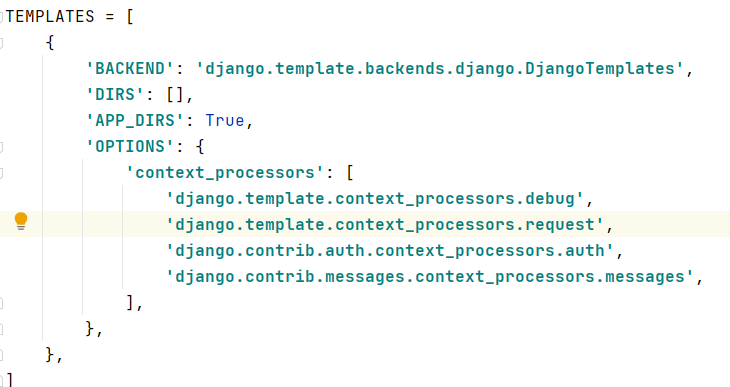 TEMPLATES = [
    {
        'BACKEND': 'django.template.backends.django.DjangoTemplates',
        'DIRS': [],
        'APP_DIRS': True,
        'OPTIONS': {
            'context_processors': [
                'django.template.context_processors.debug',
                'django.template.context_processors.request',
                'django.contrib.auth.context_processors.auth',
                'django.contrib.messages.context_processors.messages',
            ],
        },
    },
]